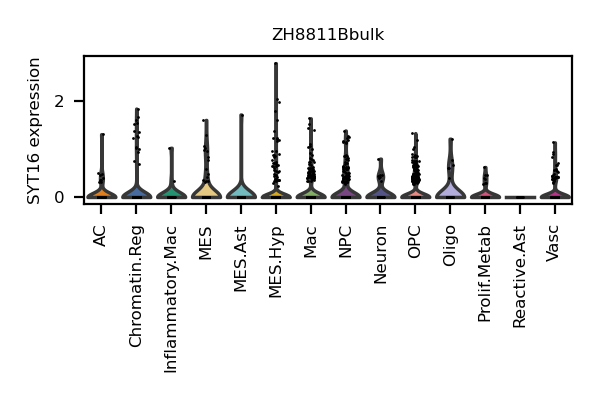 ZH8811Bbulk
SYT16 expression
2
0
AC
Chromatin.Reg
Inflammatory.Mac
MES
MES.Ast
MES.Hyp
Mac
NPC
Neuron
OPC
Oligo
Prolif.Metab
Reactive.Ast
Vasc